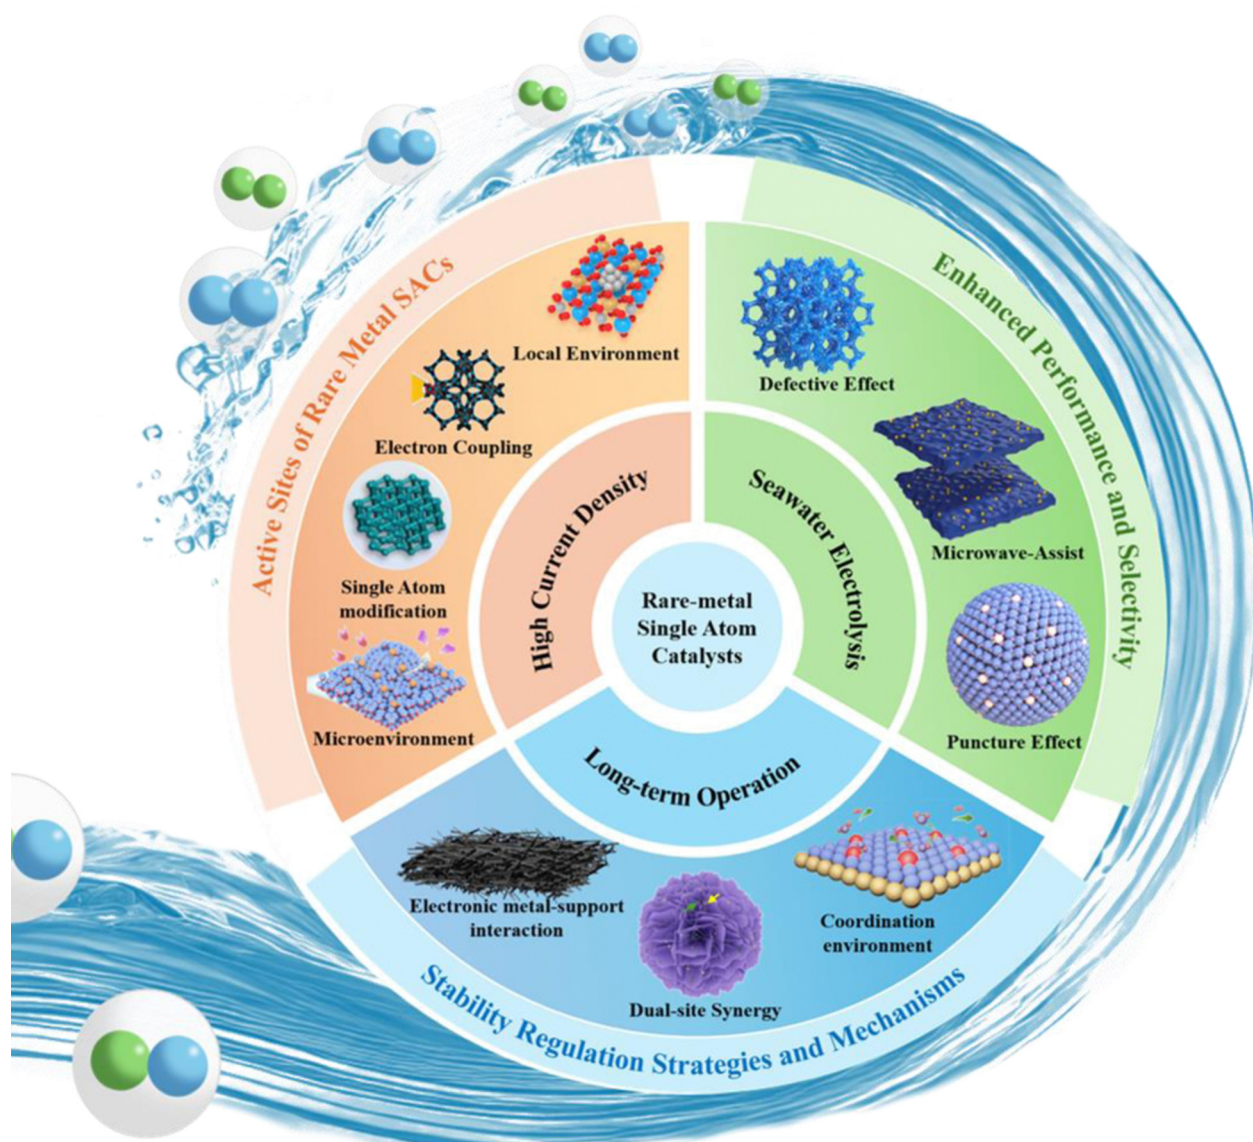 Active Sites of Rare Metal SACs
Enhanced Performance and Selectivity
Local Environment
Electron Coupling
Single Atom
modification
Microenvironment
Defective Effect
Microwave-Assist
Puncture Effect
High Current Density
Seawater Electrolysis
Rare-metal
Single Atom
Catalysts
Long-term Operation
Electronic metal-support
interaction
Dual-site Synergy
Coordination
environment
Stability Regulation Strategies and Mechanisms